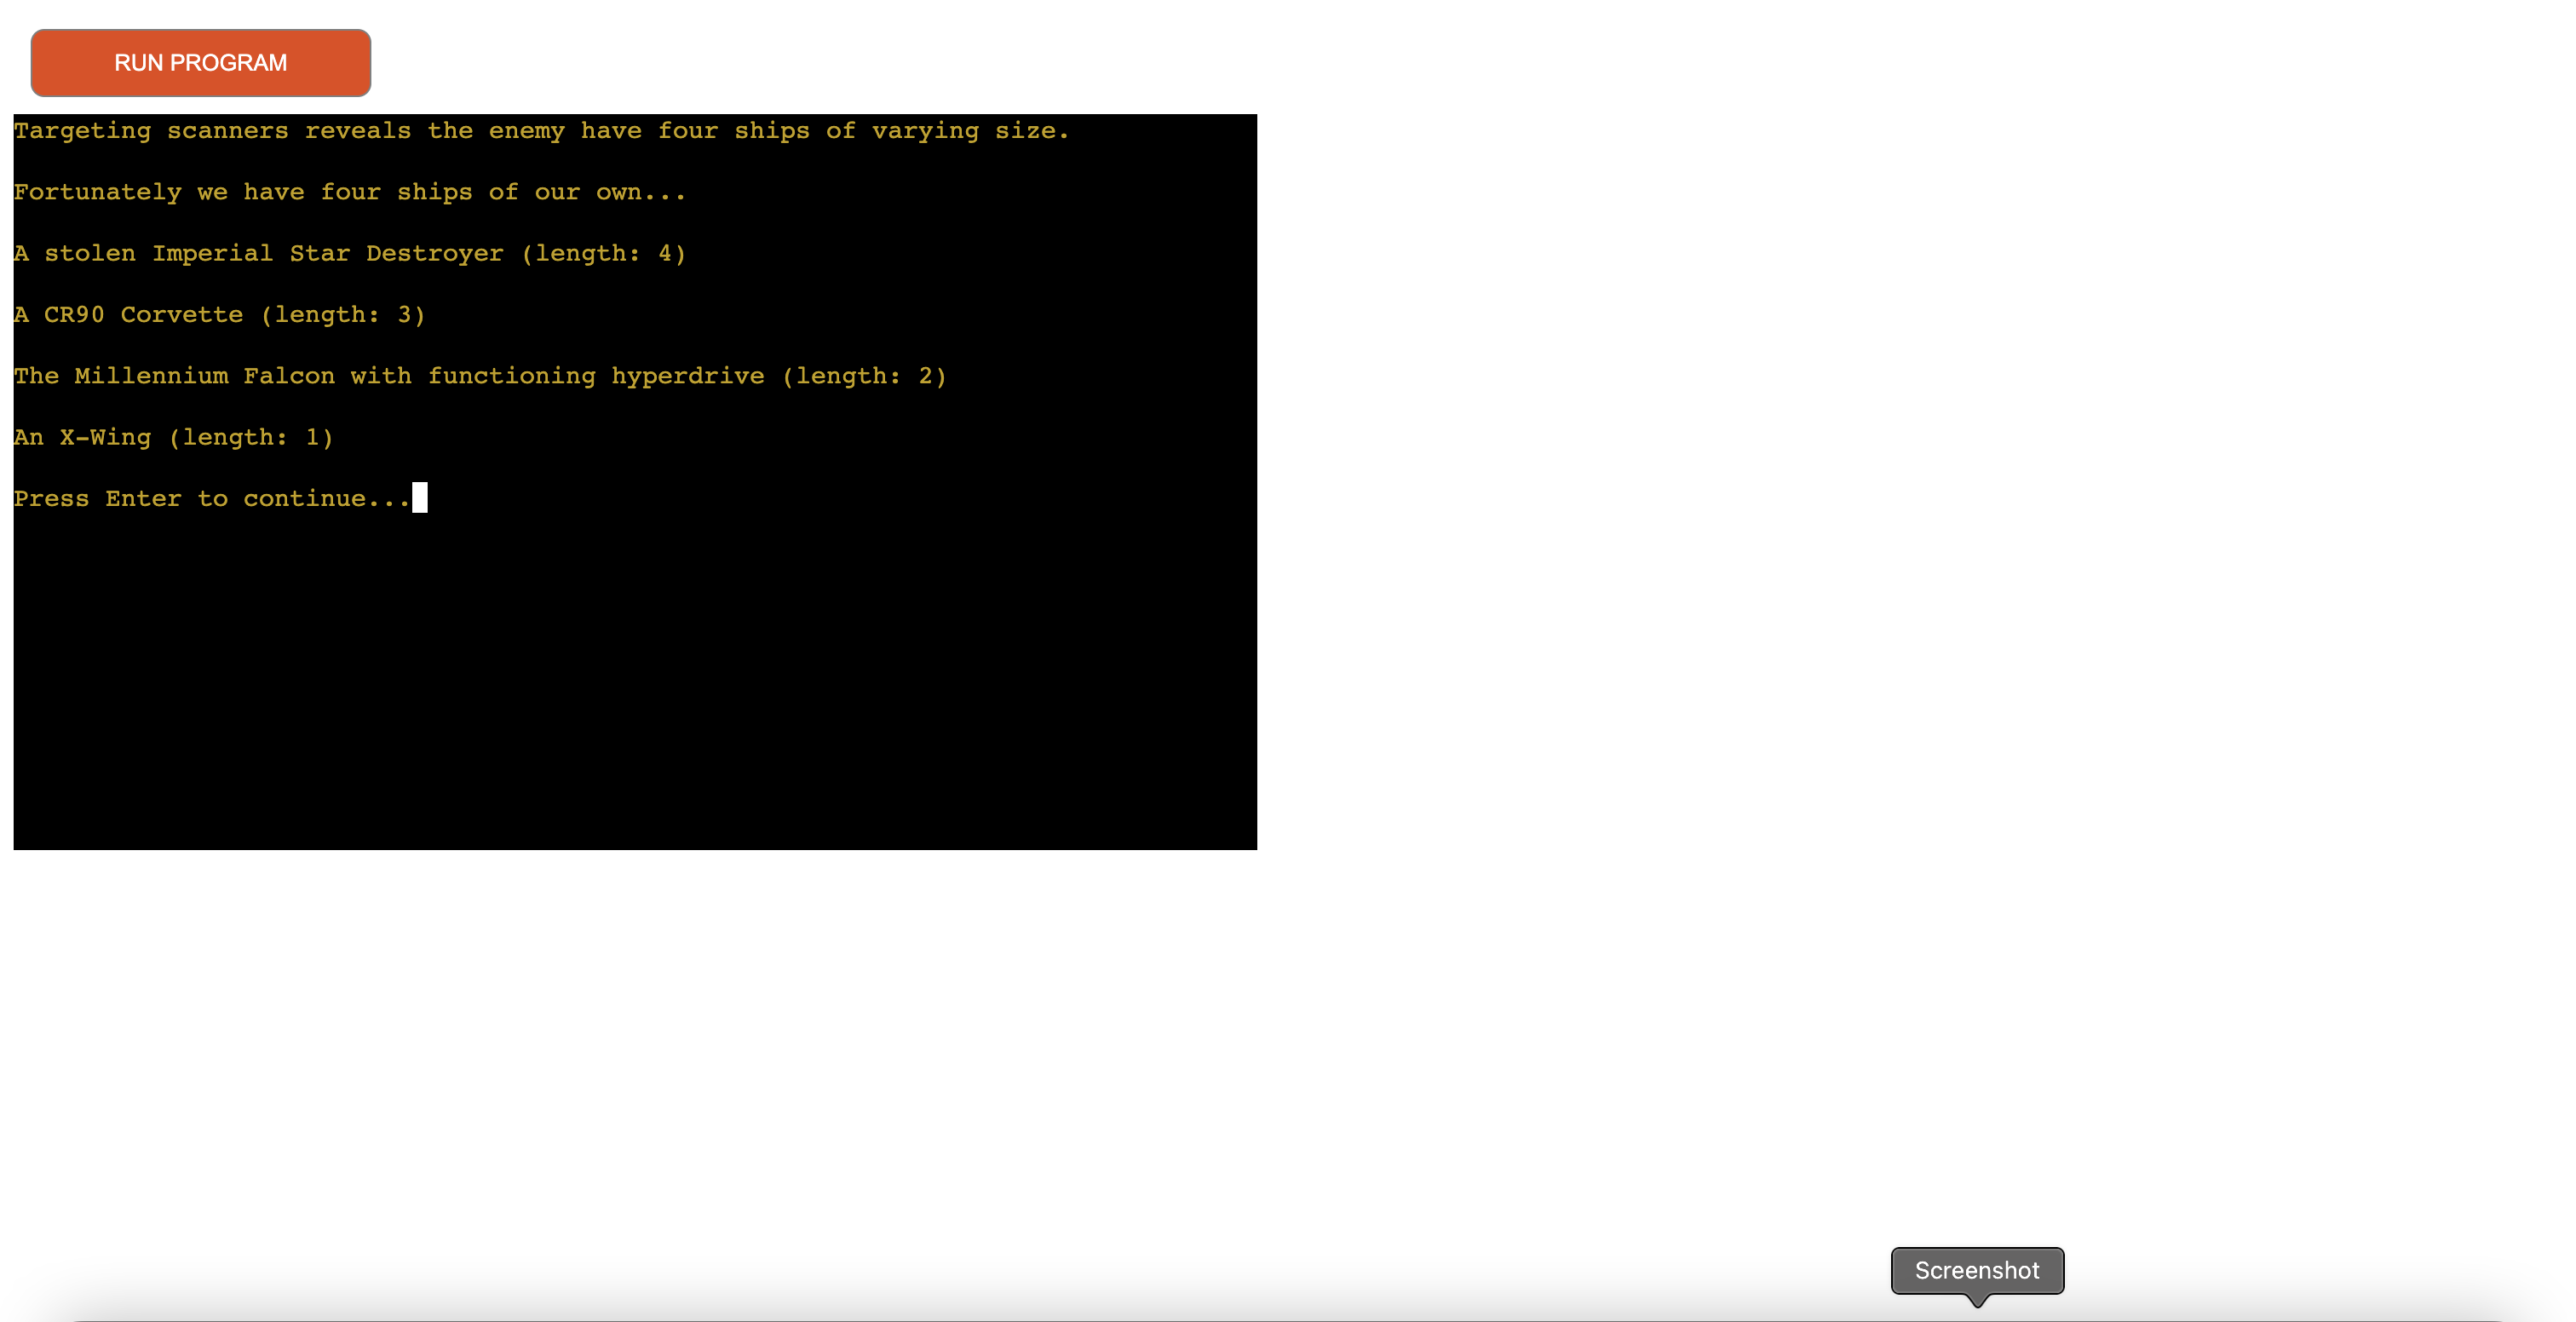 RUN PROGRAM
Targeting scanners reveals the enemy have four ships of varying size.
Fortunately we have four ships of our own...
A stolen Imperial Star Destroyer (length: 4)
A CR90 Corvette (length: 3)
The Millennium Falcon with functioning hyperdrive (length: 2)
An X-Wing (length: 1)
Press Enter to continue...
Screenshot